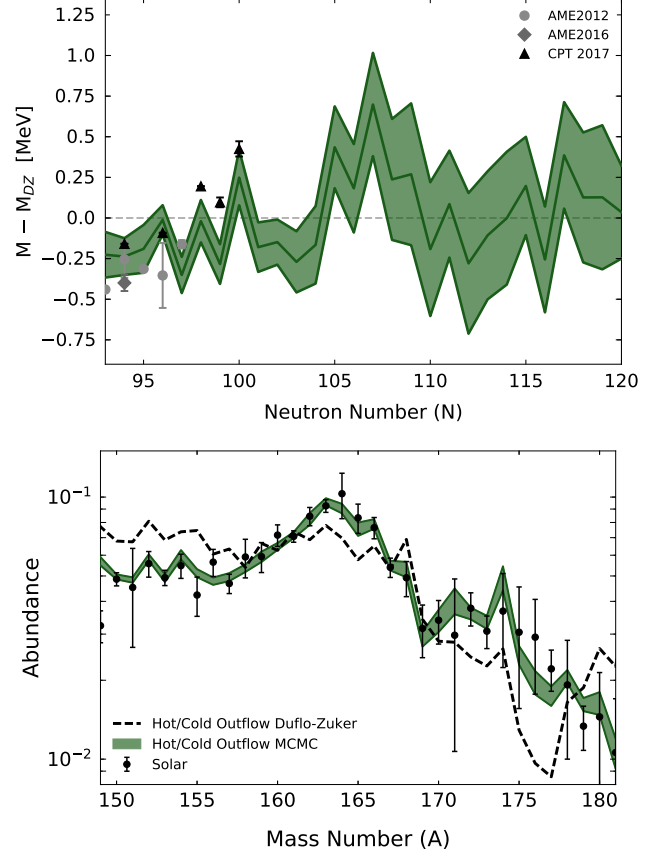 1.25
1.0
0.75
0.5
0.25
0.0
−0.25
−0.5
−0.75
M − M_DZ [MeV]
AME2012
AME2016
CPT 2017
95 100 105 110 115 120
Neutron Number (N)
10⁻¹
10⁻²
Abundance
Hot/Cold Outflow Duflo-Zuker
Hot/Cold Outflow MCMC
Solar
150 155 160 165 170 175 180
Mass Number (A)